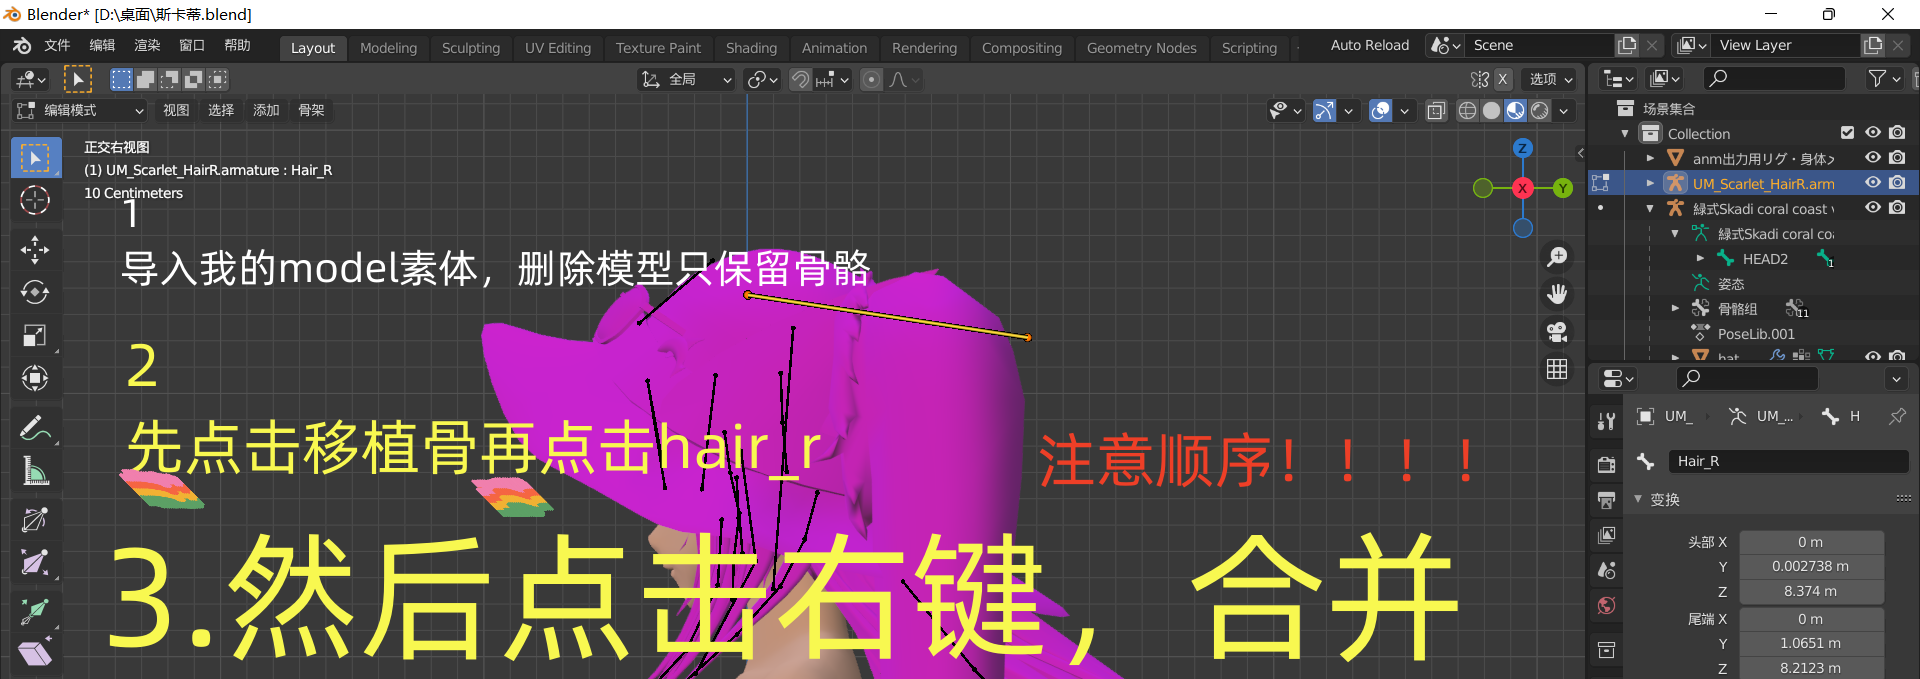 Blender* [D:\桌面\斯卡蒂.blend]
文件 编辑 渲染 窗口 帮助 Layout Modeling Sculpting UV Editing Texture Paint Shading Animation Rendering Compositing Geometry Nodes Scripting Auto Reload Scene View Layer
全局 X 选项
编辑模式 视图 选择 添加 骨架
场景集合
Collection
正交右视图
(1) UM_Scarlet_HairR.armature : Hair_R
10 Centimeters
anm出力用リグ・身体
UM_Scarlet_HairR.arm
緑式Skadi coral coast
緑式Skadi coral co
HEAD2 1
姿态
骨骼组 11
PoseLib.001
hat
Z
X
Y
1
导入我的model素体，删除模型只保留骨骼
2
先点击移植骨再点击hair_r
注意顺序！！！！
3.然后点击右键，合并
UM_ UM_... H
Hair_R
变换
头部 X 0 m
Y 0.002738 m
Z 8.374 m
尾端 X 0 m
Y 1.0651 m
Z 8.2123 m